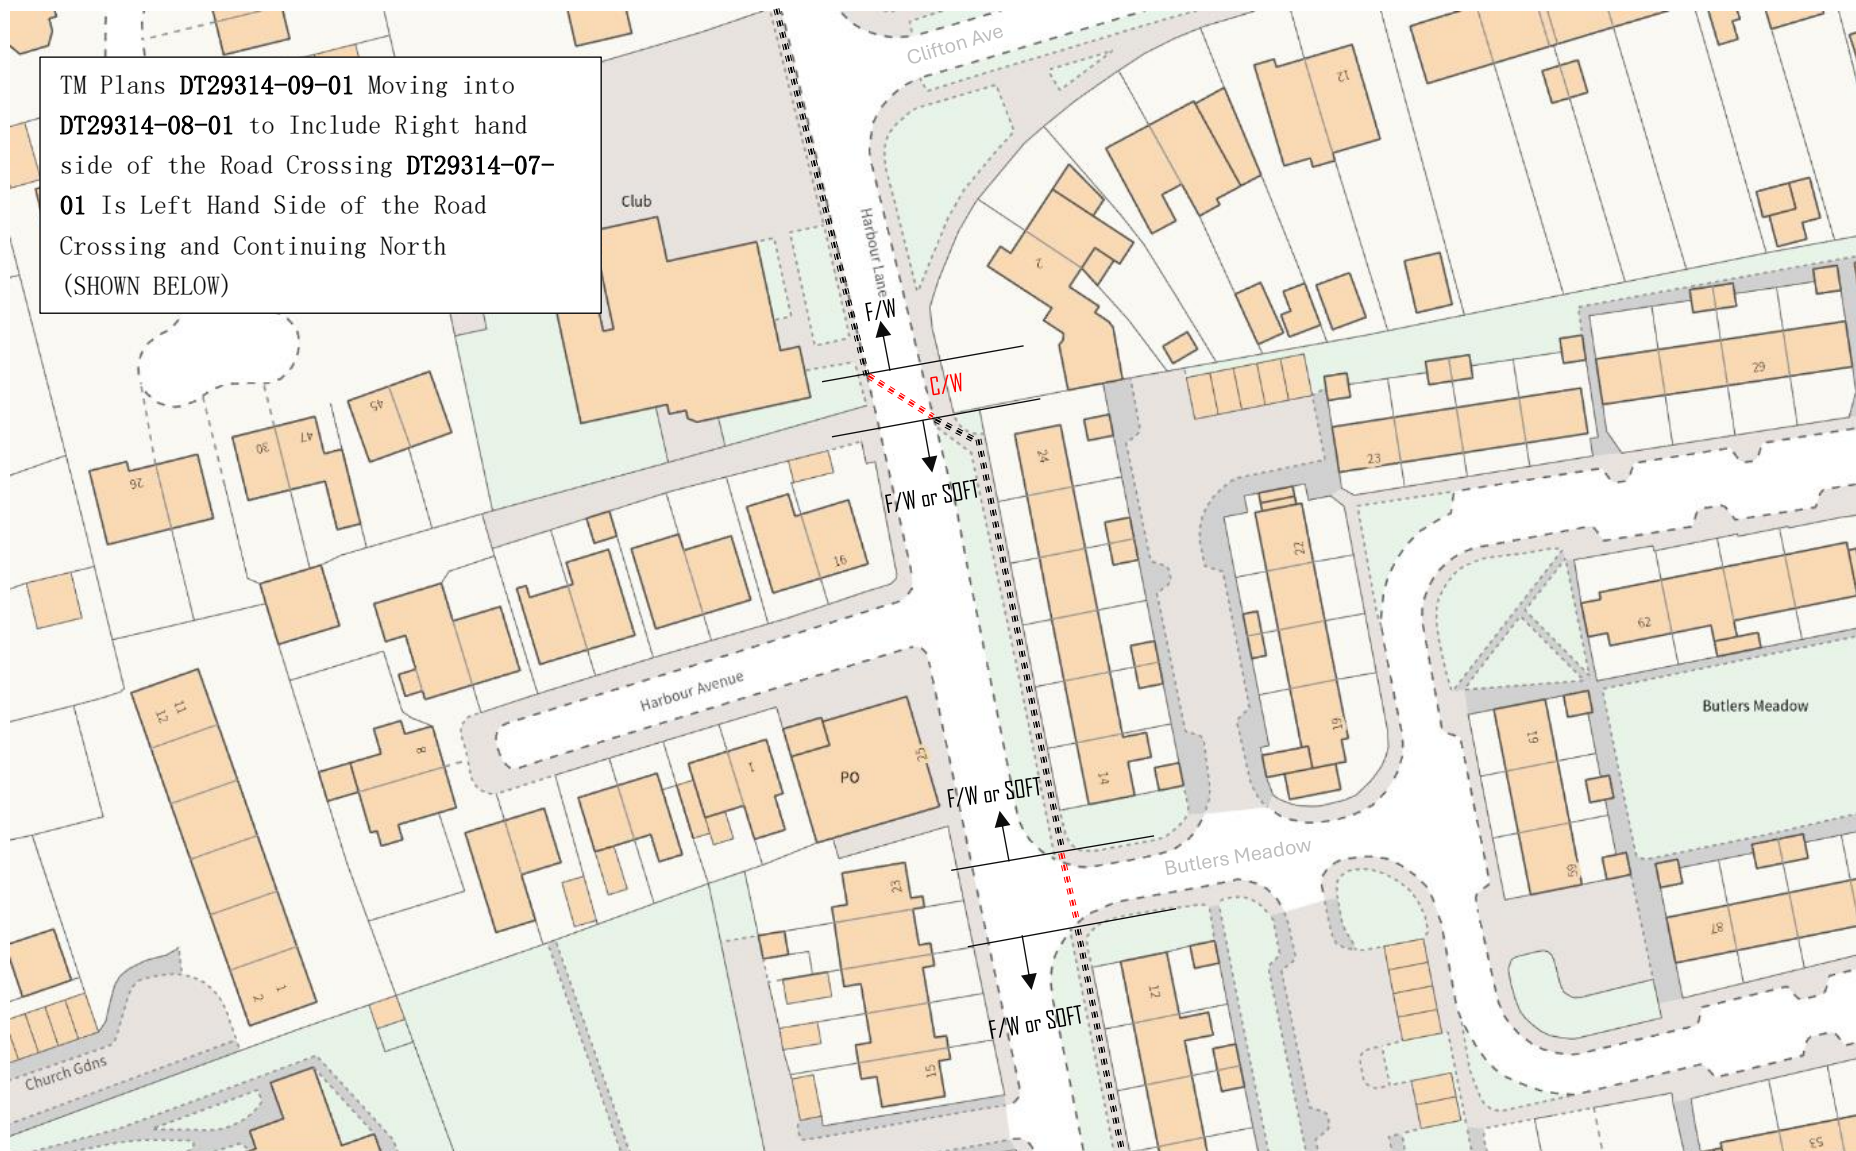 Clifton Ave
TM Plans DT29314-09-01 Moving into
DT29314-08-01 to Include Right hand
side of the Road Crossing DT29314-07-
01 Is Left Hand Side of the Road
Crossing and Continuing North
(SHOWN BELOW)
12
Club
Harbour Lane
2
F/W
C/W
29
45
47
30
26
24
23
F/W or SOFT
16
22
62
Harbour Avenue
Butlers Meadow
11
12
8
1
PO
25
19
61
14
F/W or SOFT
Butlers Meadow
23
69
87
12
F/W or SOFT
1
2
15
Church Gdns
53